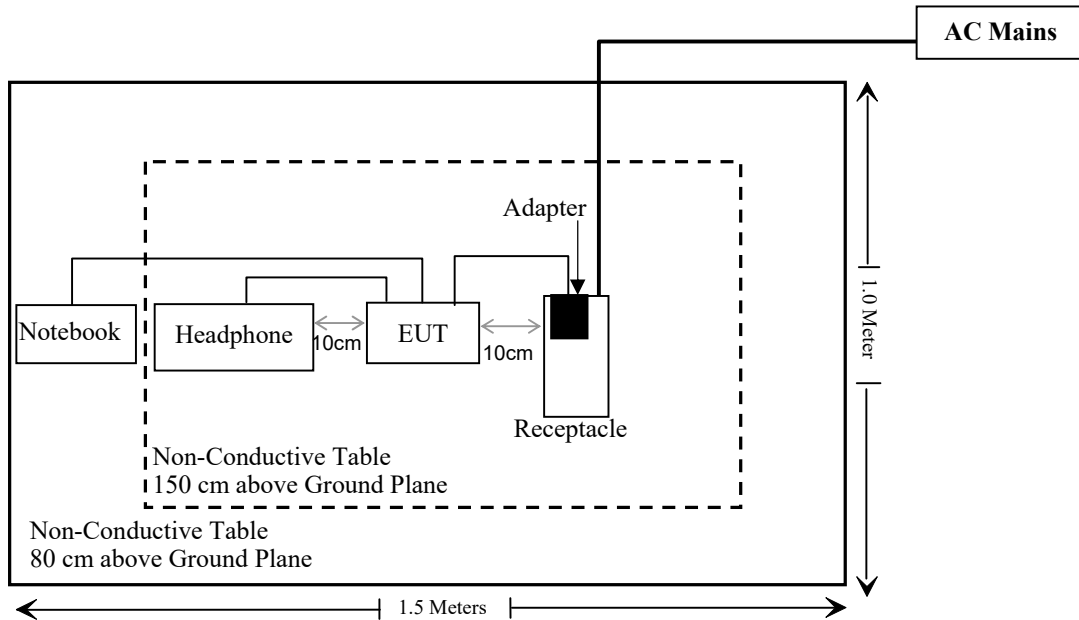 AC Mains
Adapter
Notebook
Headphone
10cm
EUT
10cm
Receptacle
1.0 Meter
Non-Conductive Table
150 cm above Ground Plane
Non-Conductive Table
80 cm above Ground Plane
1.5 Meters